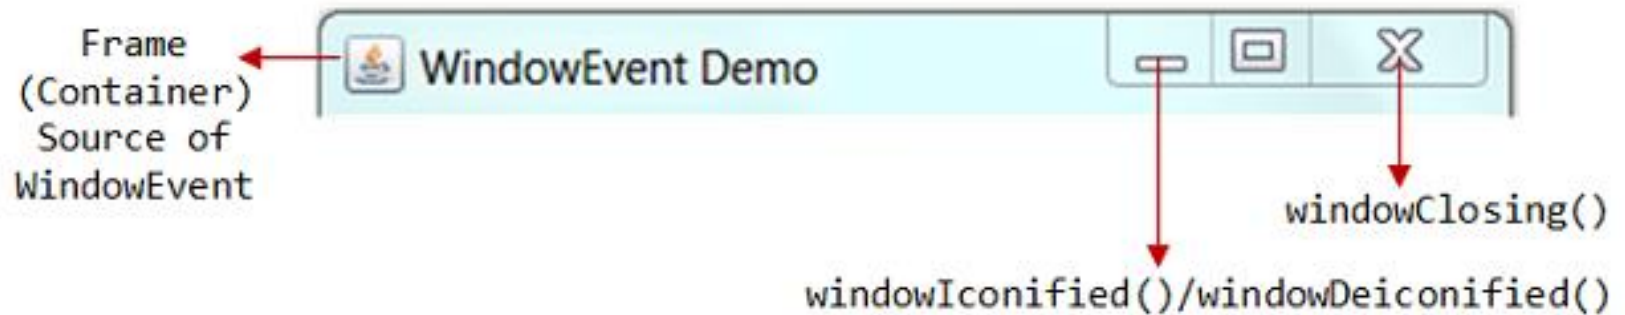 Frame
(Container)
Source of
WindowEvent
WindowEvent Demo
windowClosing()
windowIconified()/windowDeiconified()